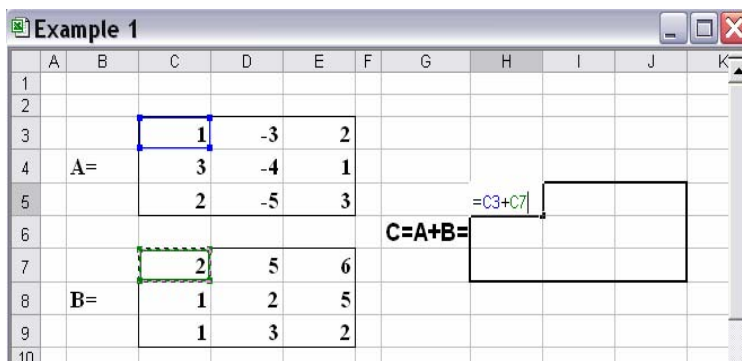 Example 1
A B C D E F G H I J K
1
2
3 1 -3 2
4 A= 3 -4 1
5 2 -5 3 =C3+C7
6 C=A+B=
7 2 5 6
8 B= 1 2 5
9 1 3 2
10